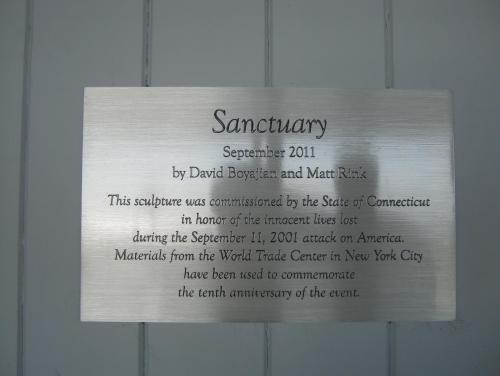 Sanctuary
September 2011
by David Boyajian and Matt Rink
This sculpture was commissioned by the State of Connecticut
in honor of the innocent lives lost
during the September 11, 2001 attack on America.
Materials from the World Trade Center in New York City
have been used to commemorate
the tenth anniversary of the event.